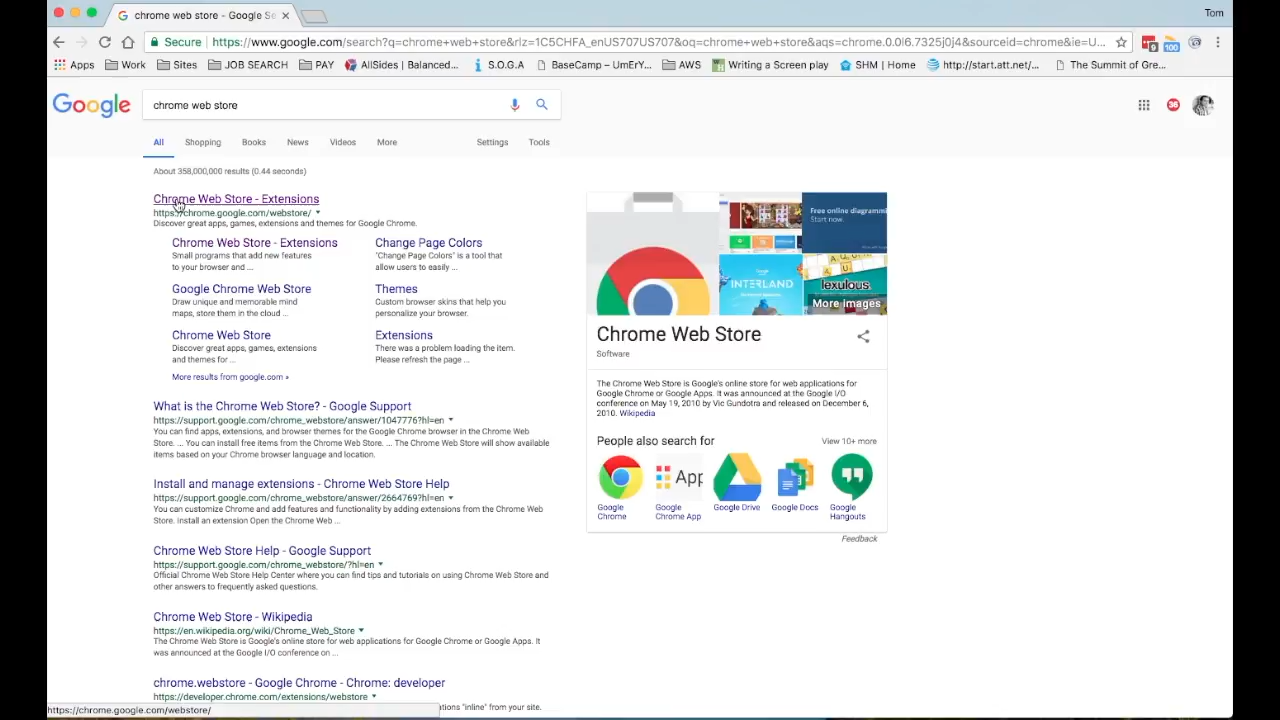 chrome web store - Google Se
Tom
Secure
https://www.google.com/search?q=chrome+web+store&rlz=1C5CHFA_enUS707US707&oq=chrome+web+store&aqs=chrome.0.0l6.7325j0j4&sourceid=chrome&ie=U...
9
100
Apps
Work
Sites
JOB SEARCH
PAY
AllSides | Balanced...
S.O.G.A
BaseCamp – UmErY...
AWS
Writing a Screen play
SHM | Home
http://start.att.net/...
The Summit of Gre...
Google
chrome web store
36
All
Shopping
Books
News
Videos
More
Settings
Tools
About 358,000,000 results (0.44 seconds)
Chrome Web Store - Extensions
https://chrome.google.com/webstore/
Discover great apps, games, extensions and themes for Google Chrome.
Chrome Web Store - Extensions
Small programs that add new features
to your browser and ...
Change Page Colors
"Change Page Colors" is a tool that
allow users to easily ...
Google Chrome Web Store
Draw unique and memorable mind
maps, store them in the cloud ...
Themes
Custom browser skins that help you
personalize your browser.
Chrome Web Store
Discover great apps, games, extensions
and themes for ...
Extensions
There was a problem loading the item.
Please refresh the page ...
More results from google.com »
What is the Chrome Web Store? - Google Support
https://support.google.com/chrome_webstore/answer/1047776?hl=en
You can find apps, extensions, and browser themes for the Google Chrome browser in the Chrome Web
Store. ... You can install free items from the Chrome Web Store. ... The Chrome Web Store will show available
items based on your Chrome browser language and location.
Install and manage extensions - Chrome Web Store Help
https://support.google.com/chrome_webstore/answer/2664769?hl=en
You can customize Chrome and add features and functionality by adding extensions from the Chrome Web
Store. Install an extension Open the Chrome Web ...
Chrome Web Store Help - Google Support
https://support.google.com/chrome_webstore/?hl=en
Official Chrome Web Store Help Center where you can find tips and tutorials on using Chrome Web Store and
other answers to frequently asked questions.
Chrome Web Store - Wikipedia
https://en.wikipedia.org/wiki/Chrome_Web_Store
The Chrome Web Store is Google's online store for web applications for Google Chrome or Google Apps. It
was announced at the Google I/O conference on ...
chrome.webstore - Google Chrome - Chrome: developer
https://developer.chrome.com/extensions/webstore
ations "inline" from your site.
https://chrome.google.com/webstore/
Free online diagrammi
Start now.
INTERLAND
lexulous.
More images
Chrome Web Store
Software
The Chrome Web Store is Google's online store for web applications for
Google Chrome or Google Apps. It was announced at the Google I/O
conference on May 19, 2010 by Vic Gundotra and released on December 6,
2010. Wikipedia
People also search for
View 10+ more
App
Google
Chrome
Google
Chrome App
Google Drive
Google Docs
Google
Hangouts
Feedback